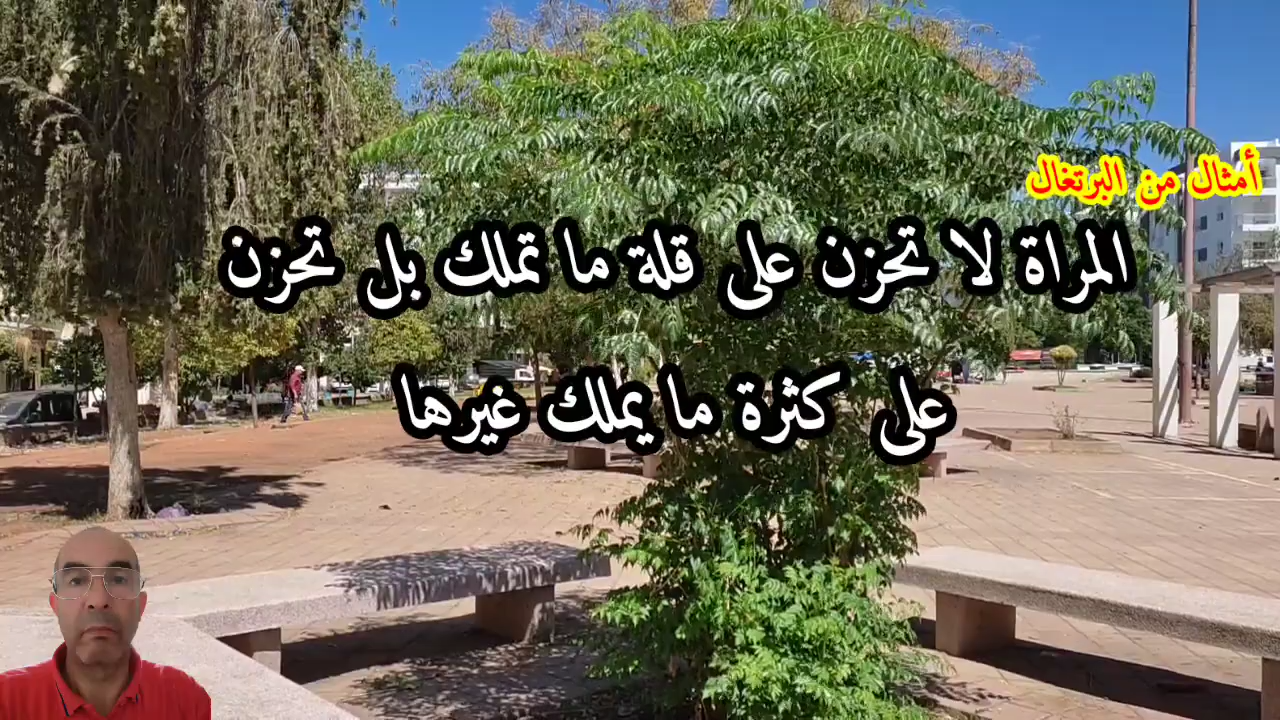 أمثال من البرتغال
المراة لا تحزن على قلة ما تملك بل تحزن
على كثرة ما يملك غيرها